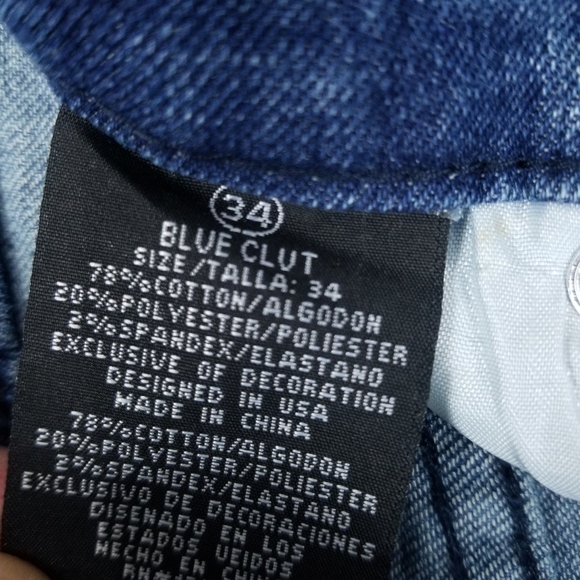 34
BLUE CLUT
SIZE/TALLA: 34
78%COTTON/ALGODON
20%POLYESTER/POLIESTER
2%SPANDEX/ELASTANO
EXCLUSIVE OF DECORATION
DESIGNED IN USA
MADE IN CHINA
78%COTTON/ALGODON
20%POLYESTER/POLIESTER
2%SPANDEX/ELASTANO
EXCLUSIVO DE DECORACIONES
DISENADO EN LOS
ESTADOS UEIDOS
HECHO EN CHINA